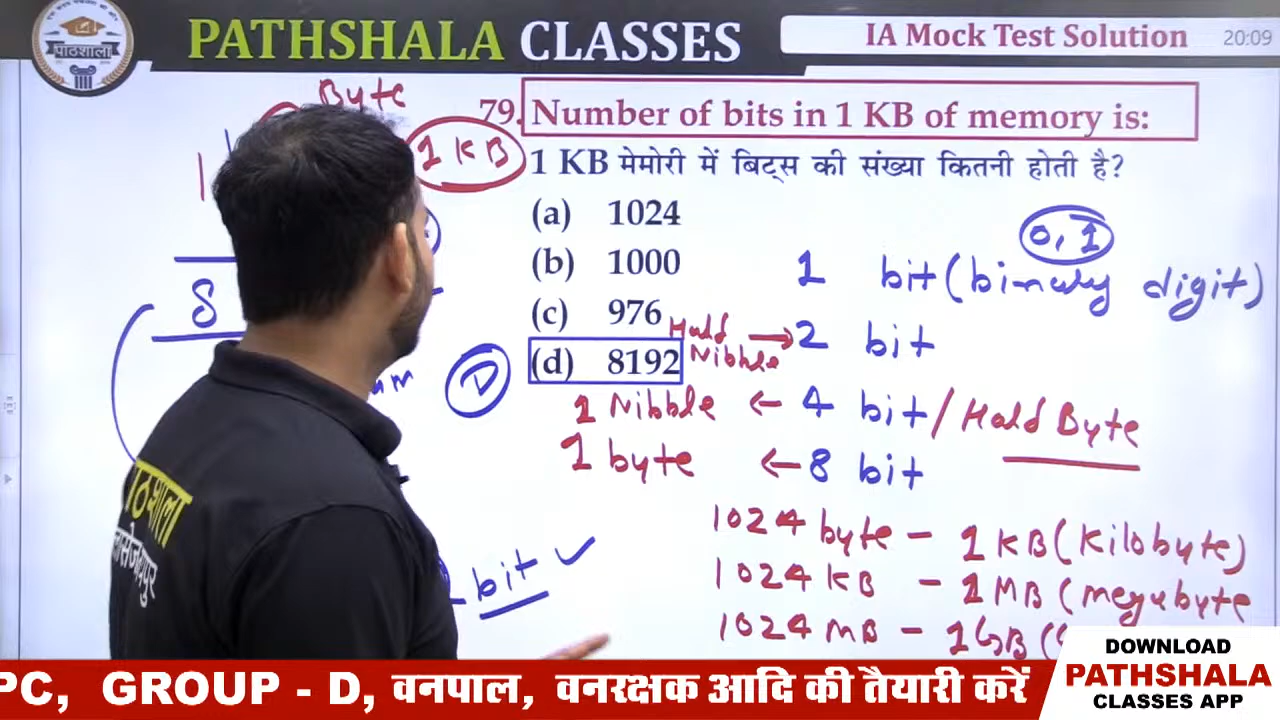 PATHSHALA CLASSES
IA Mock Test Solution
20:09
पाठशाला
Byte
1 KB
79. Number of bits in 1 KB of memory is:
1 KB मेमोरी में बिट्स की संख्या कितनी होती है?
(a) 1024
(b) 1000
(c) 976
(d) 8192
0, 1
1 bit (binary digit)
Half Nibble → 2 bit
1 Nibble ← 4 bit / Half Byte
1 byte ← 8 bit
1024 byte - 1 KB (Kilobyte)
1024 KB - 1 MB (megabyte
1024 MB - 1 GB (
8
D
bit ✓
पाठशाला
PC, GROUP - D, वनपाल, वनरक्षक आदि की तैयारी करें
DOWNLOAD
PATHSHALA
CLASSES APP